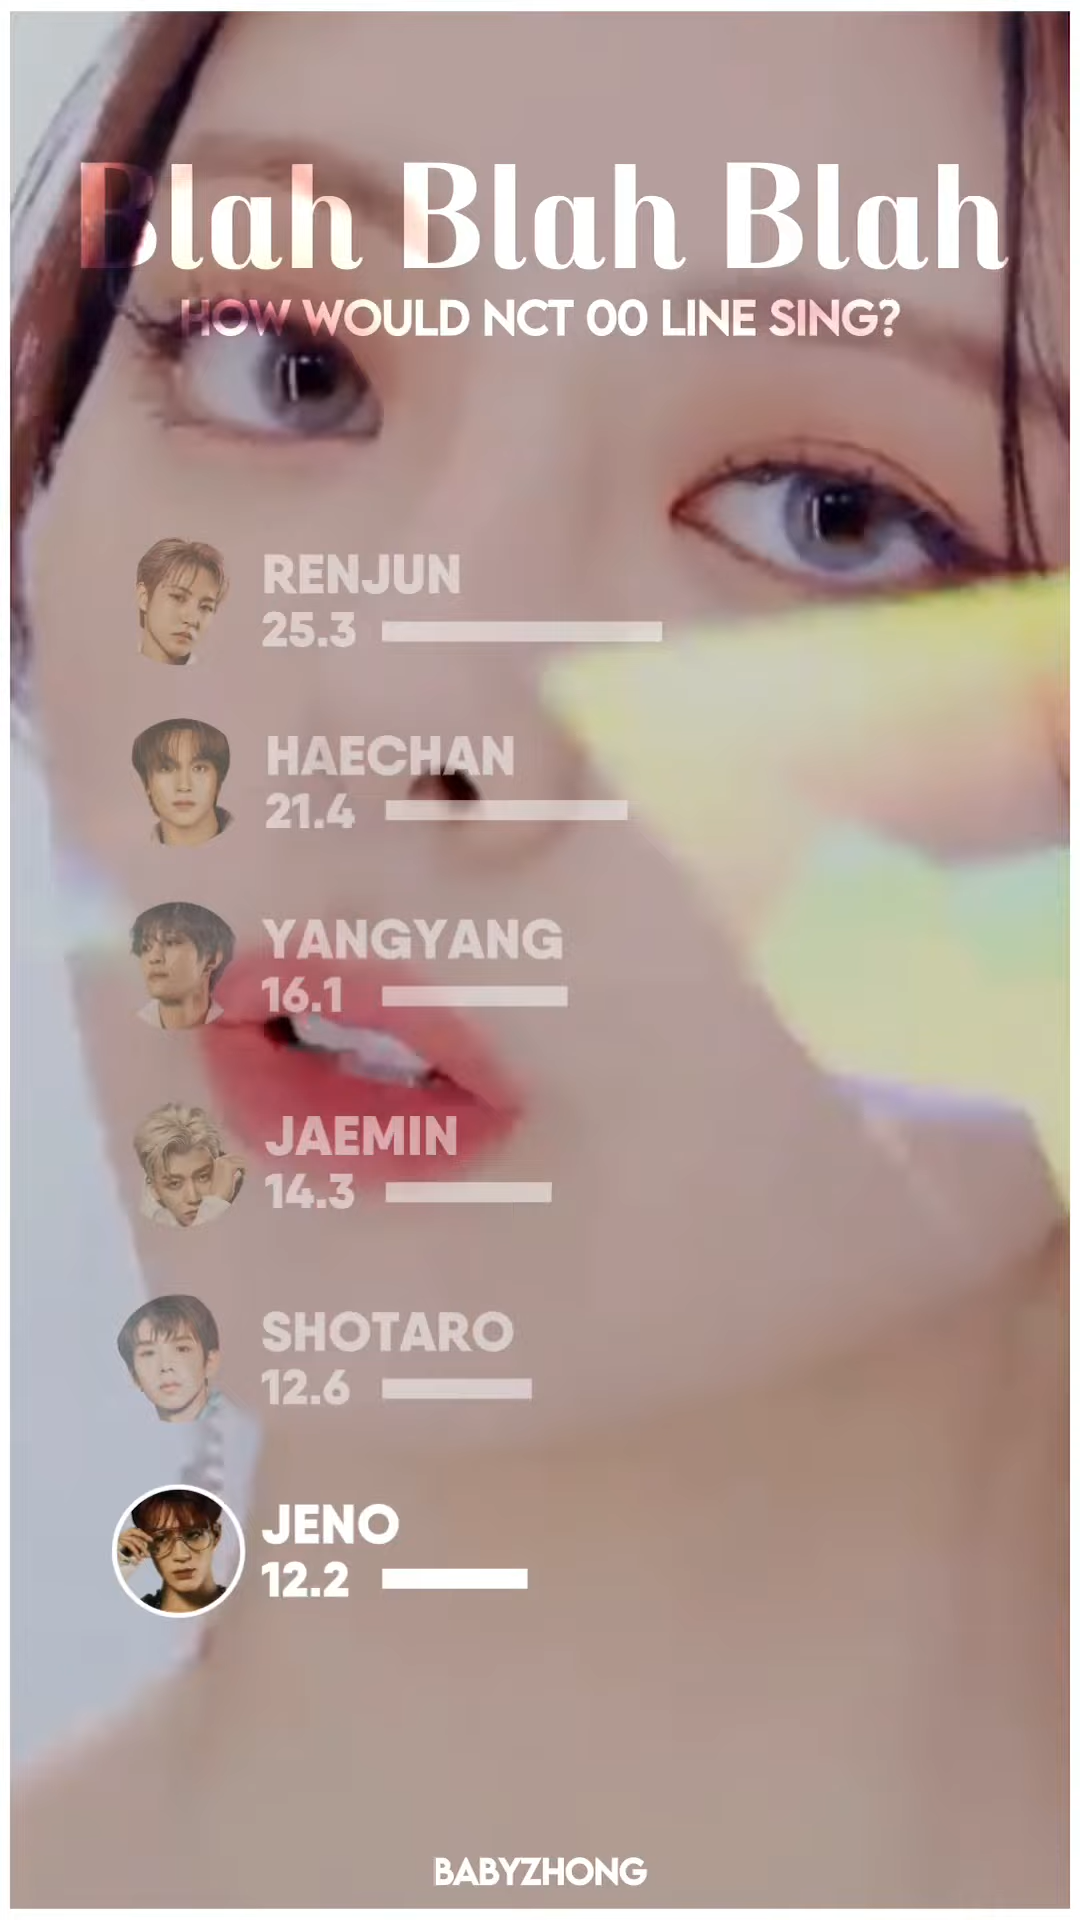 Blah Blah Blah
HOW WOULD NCT 00 LINE SING?
RENJUN
25.3
HAECHAN
21.4
YANGYANG
16.1
JAEMIN
14.3
SHOTARO
12.6
JENO
12.2
BABYZHONG